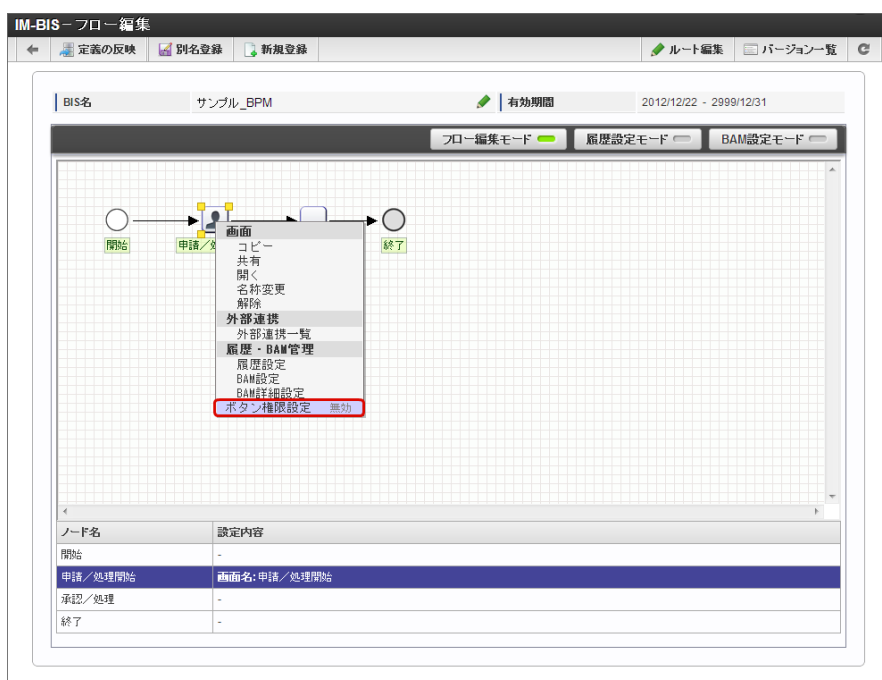 IM-BIS－フロー編集
定義の反映 別名登録 新規登録 ルート編集 バージョン一覧
BIS名 サンプル_BPM 有効期間 2012/12/22 - 2999/12/31
フロー編集モード 履歴設定モード BAM設定モード
開始 申請／処 終了
画面
コピー
共有
開く
名称変更
解除
外部連携
外部連携一覧
履歴・BAM管理
履歴設定
BAM設定
BAM詳細設定
ボタン権限設定 無効
ノード名 設定内容
開始 -
申請／処理開始 画面名:申請／処理開始
承認／処理 -
終了 -